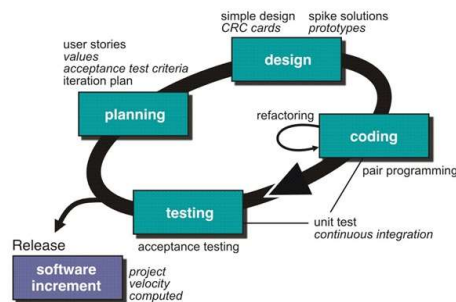 simple design
CRC cards
spike solutions
prototypes
user stories
values
acceptance test criteria
iteration plan
design
planning
refactoring
coding
pair programming
testing
unit test
continuous integration
acceptance testing
Release
software
increment
project
velocity
computed